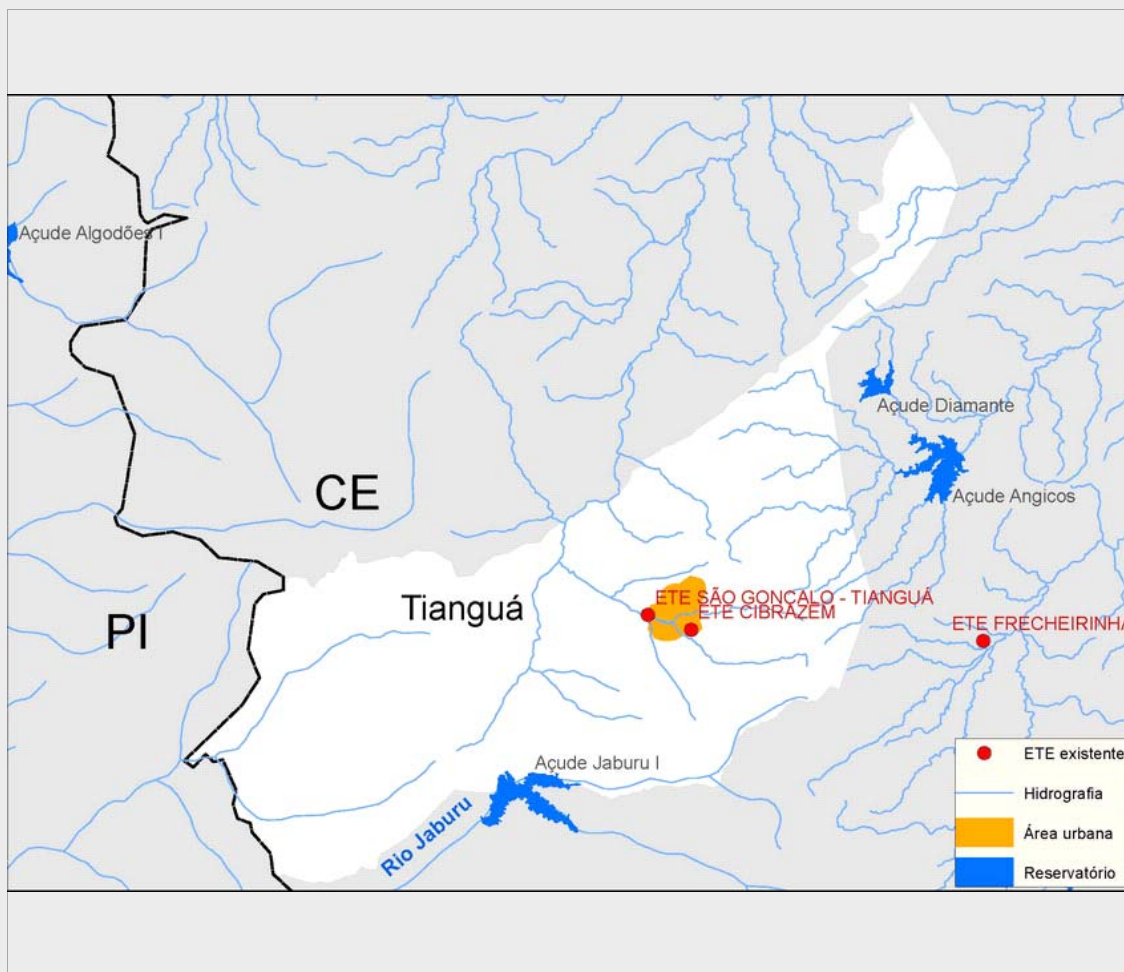 Açude Algodões I
Açude Diamante
CE
Açude Angicos
ETE SÃO GONÇALO - TIANGUÁ
Tianguá
ETE CIBRAZEM
PI
ETE FRECHEIRINHA
Açude Jaburu I
Rio Jaburu
ETE existente
Hidrografia
Área urbana
Reservatório